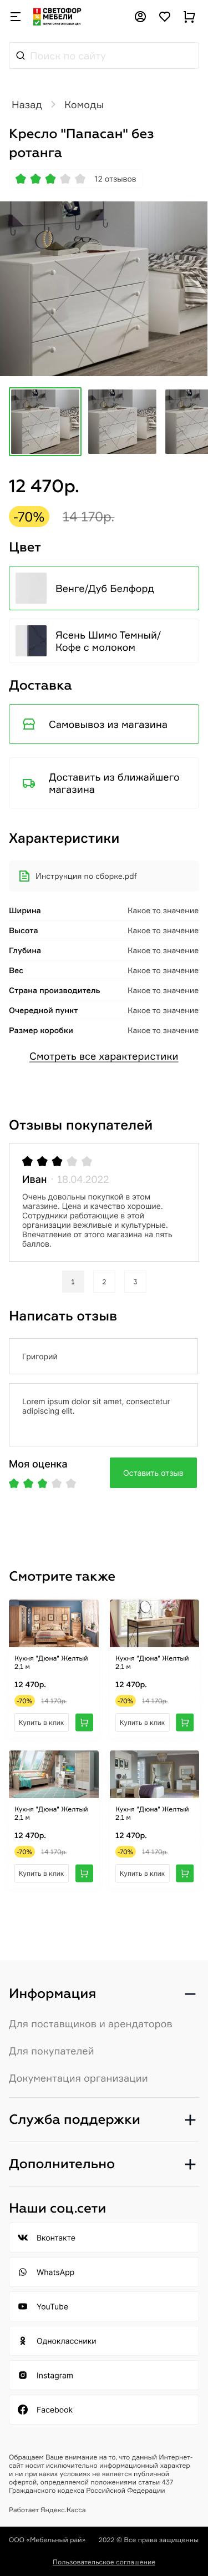 СВЕТОФОР
МЕБЕЛИ
Поиск по сайту
Назад
Комоды
Кресло "Папасан" без
ротанга
12 отзывов
12 470р.
-70%
14 170р.
Цвет
Венге/Дуб Белфорд
Ясень Шимо Темный/
Кофе с молоком
Доставка
Самовывоз из магазина
Доставить из ближайшего
магазина
Характеристики
Инструкция по сборке.pdf
Ширина Какое то значение
Высота Какое то значение
Глубина Какое то значение
Вес Какое то значение
Страна производитель Какое то значение
Очередной пункт Какое то значение
Размер коробки Какое то значение
Смотреть все характеристики
Отзывы покупателей
Иван 18.04.2022
Очень довольны покупкой в этом
магазине. Цена и качество хорошие.
Сотрудники работающие в этой
организации вежливые и культурные.
Впечатление от этого магазина на пять
баллов.
1 2 3
Написать отзыв
Григорий
Lorem ipsum dolor sit amet, consectetur
adipiscing elit.
Моя оценка
Оставить отзыв
Смотрите также
Кухня "Дюна" Желтый
2,1 м
12 470р.
-70% 14 170р.
Купить в клик
Кухня "Дюна" Желтый
2,1 м
12 470р.
-70% 14 170р.
Купить в клик
Кухня "Дюна" Желтый
2,1 м
12 470р.
-70% 14 170р.
Купить в клик
Кухня "Дюна" Желтый
2,1 м
12 470р.
-70% 14 170р.
Купить в клик
Информация
Для поставщиков и арендаторов
Для покупателей
Документация организации
Служба поддержки
Дополнительно
Наши соц.сети
Вконтакте
WhatsApp
YouTube
Одноклассники
Instagram
Facebook
Обращаем Ваше внимание на то, что данный Интернет-
сайт носит исключительно информационный характер
и ни при каких условиях не является публичной
офертой, определяемой положениями статьи 437
Гражданского кодекса Российской Федерации
Работает Яндекс.Касса
ООО «Мебельный рай» 2022 © Все права защищенны
Пользовательское соглашение